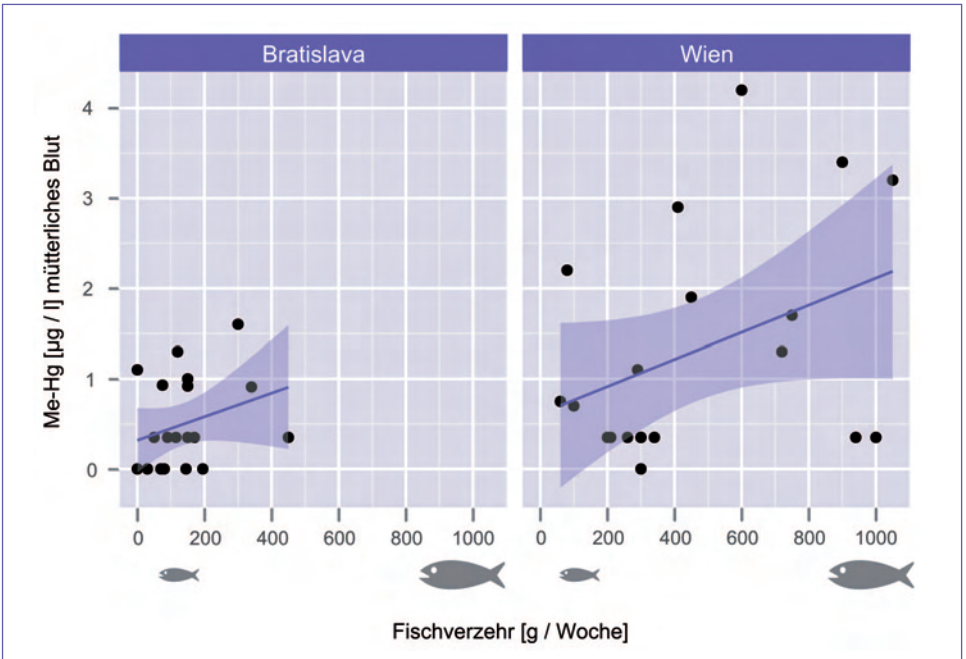 Bratislava
Wien
Me-Hg [µg / l] mütterliches Blut
4
3
2
1
0
0 200 400 600 800 1000
0 200 400 600 800 1000
Fischverzehr [g / Woche]